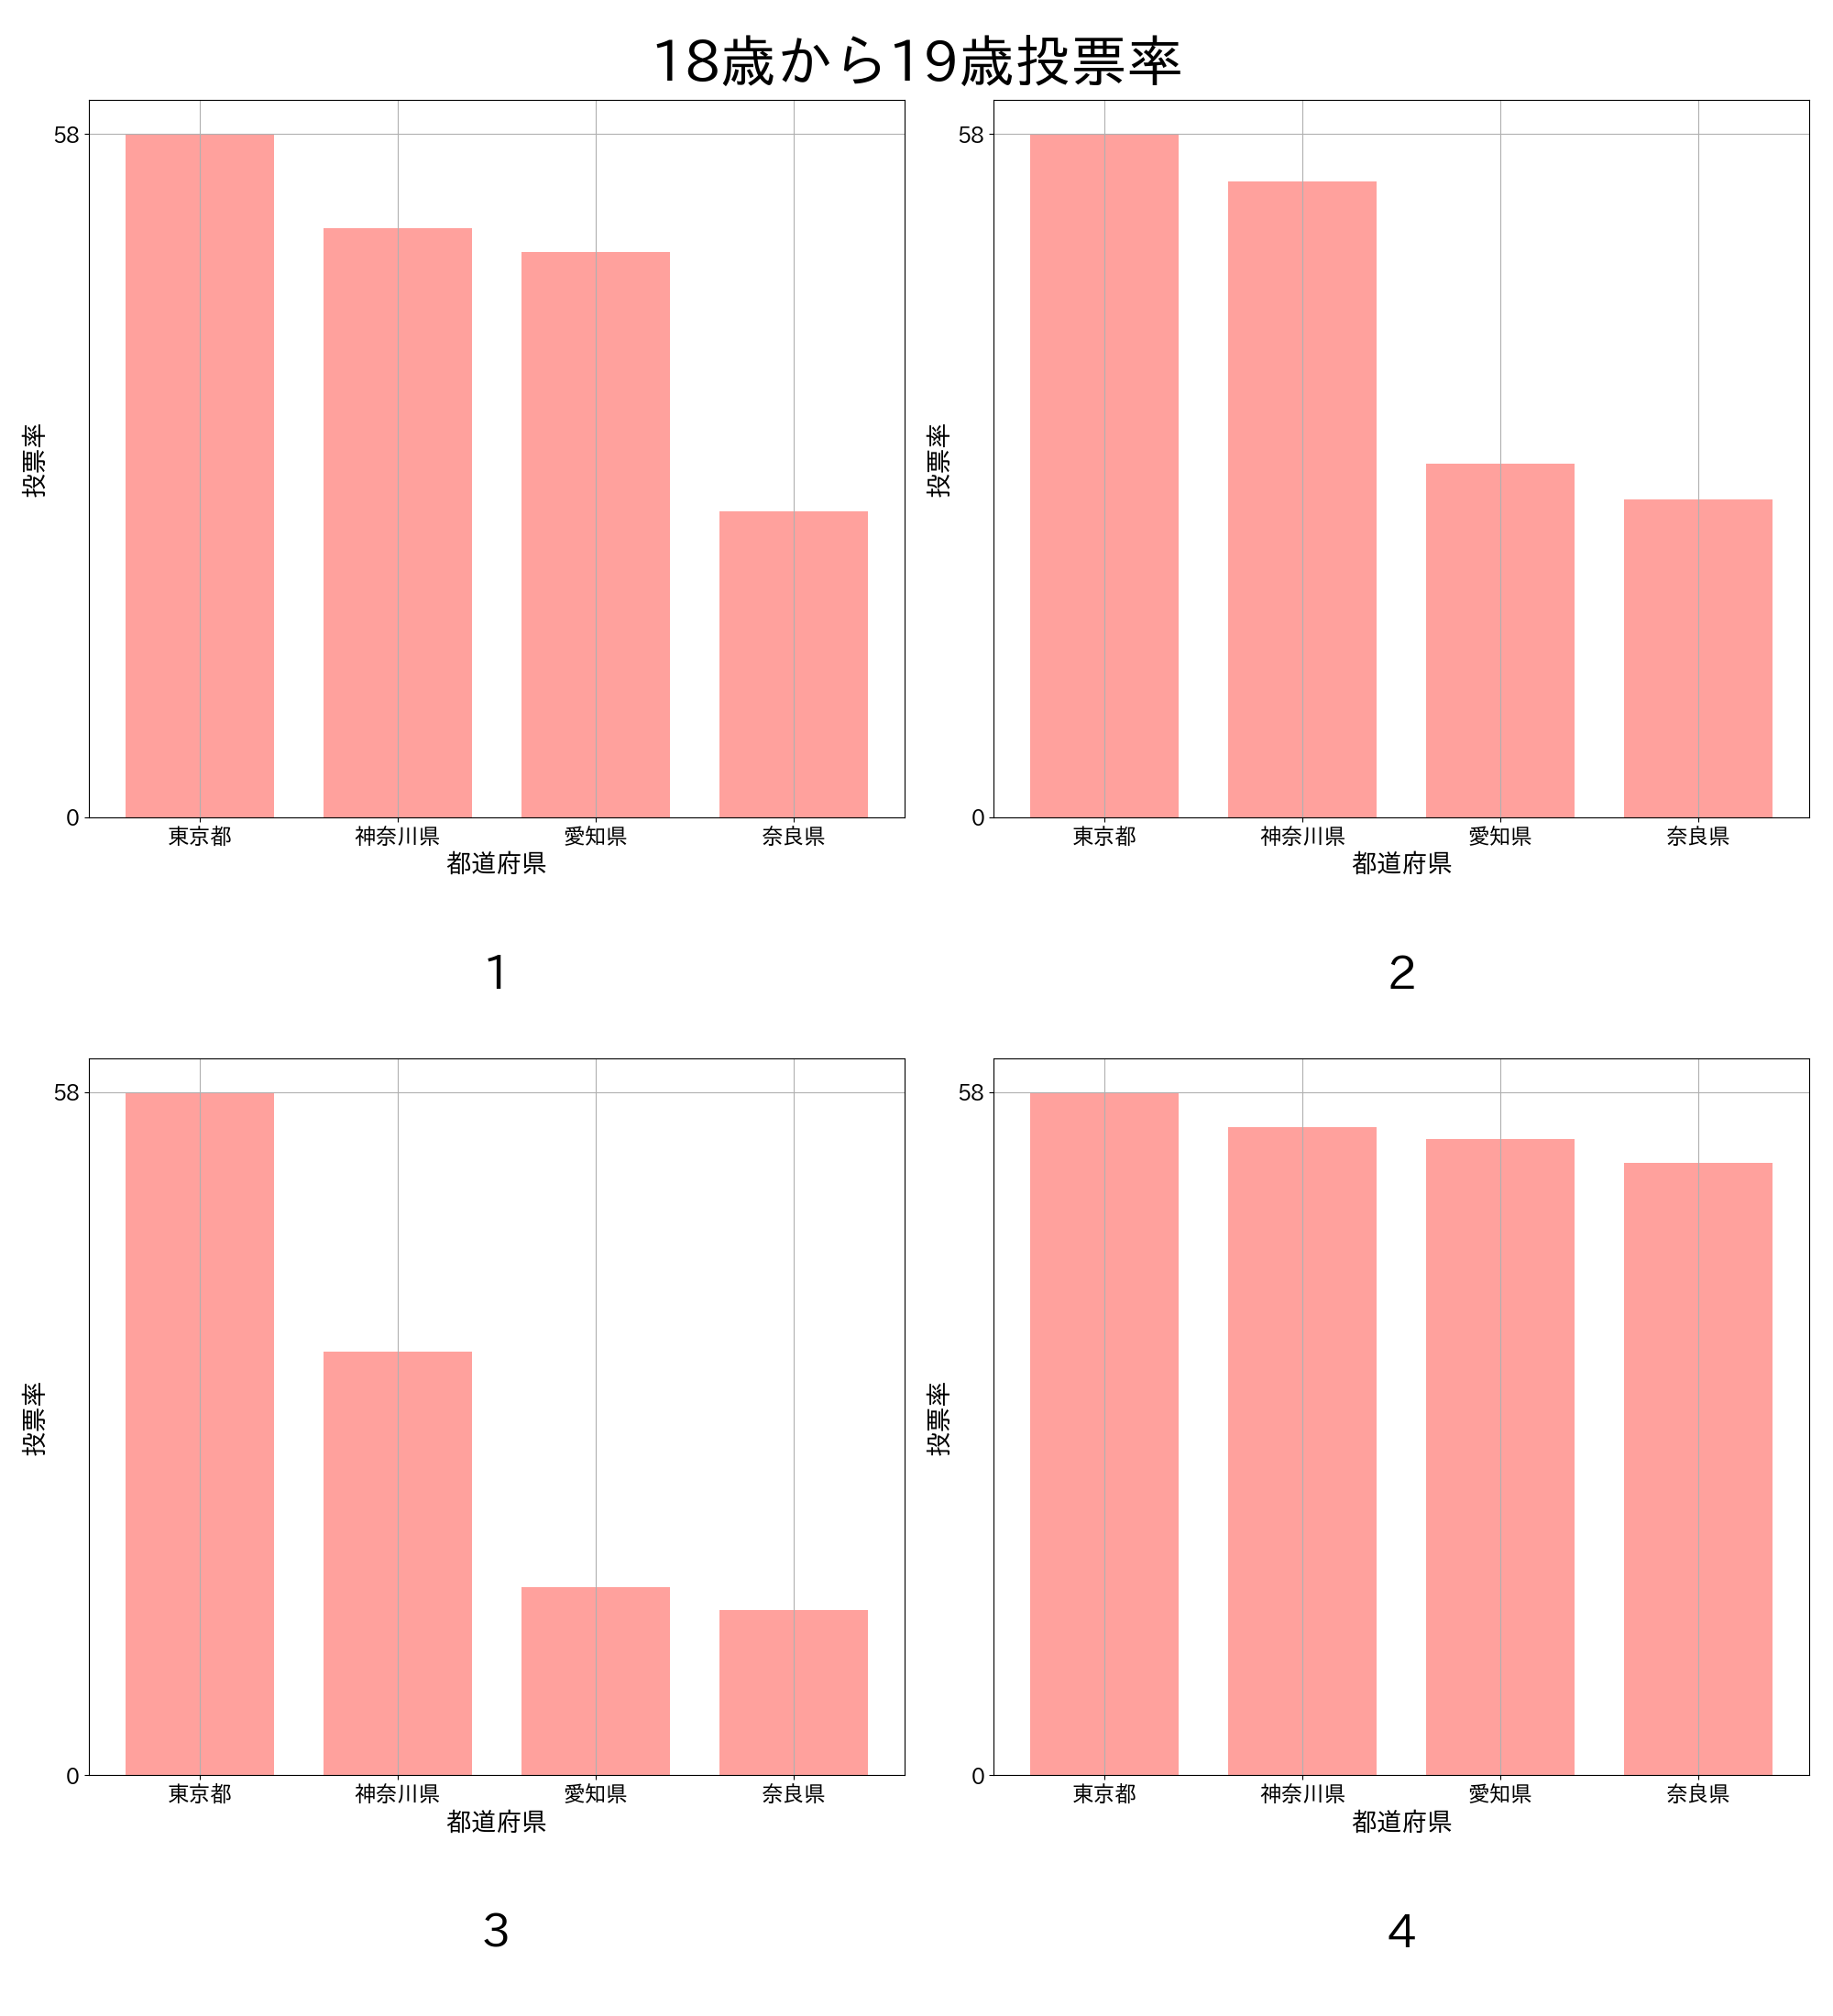 18歳から19歳投票率
58
0
投票率
東京都 神奈川県 愛知県 奈良県
都道府県
1
58
0
投票率
東京都 神奈川県 愛知県 奈良県
都道府県
2
58
0
投票率
東京都 神奈川県 愛知県 奈良県
都道府県
3
58
0
投票率
東京都 神奈川県 愛知県 奈良県
都道府県
4